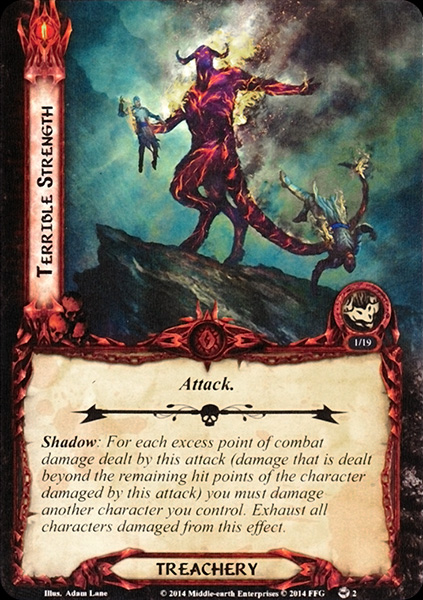 TERRIBLE STRENGTH
1/19
Attack.
Shadow: For each excess point of combat
damage dealt by this attack (damage that is dealt
beyond the remaining hit points of the character
damaged by this attack) you must damage
another character you control. Exhaust all
characters damaged from this effect.
TREACHERY
Illus. Adam Lane
© 2014 Middle-earth Enterprises © 2014 FFG
2